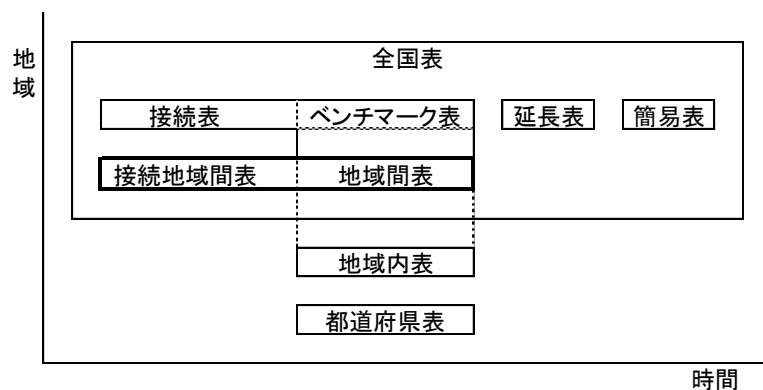 地域
全国表
接続表 ベンチマーク表 延長表 簡易表
接続地域間表 地域間表
地域内表
都道府県表
時間